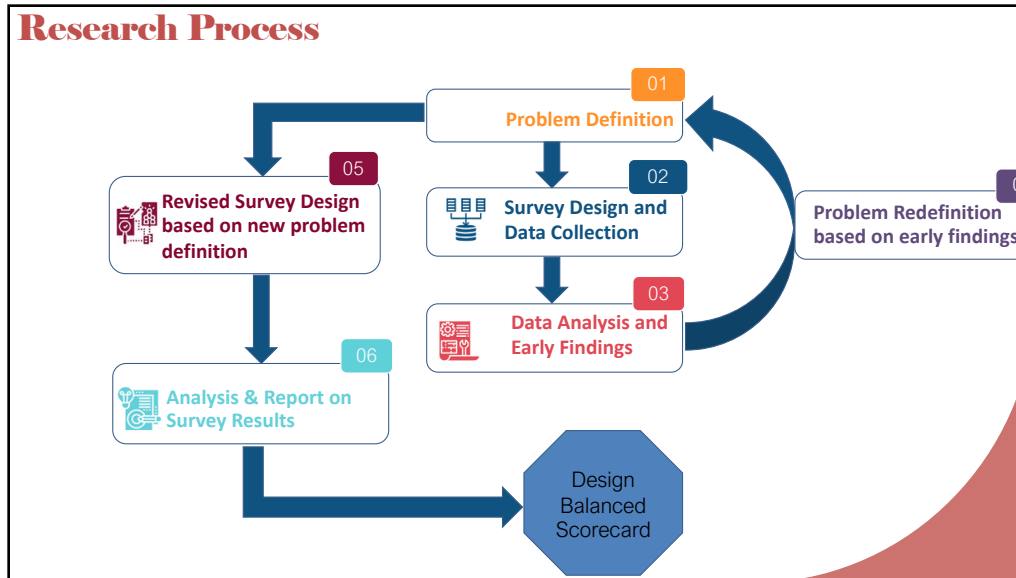 Research Process
01
Problem Definition
02
Survey Design and
Data Collection
03
Data Analysis and
Early Findings
Problem Redefinition
based on early findings
05
Revised Survey Design
based on new problem
definition
06
Analysis & Report on
Survey Results
Design
Balanced
Scorecard